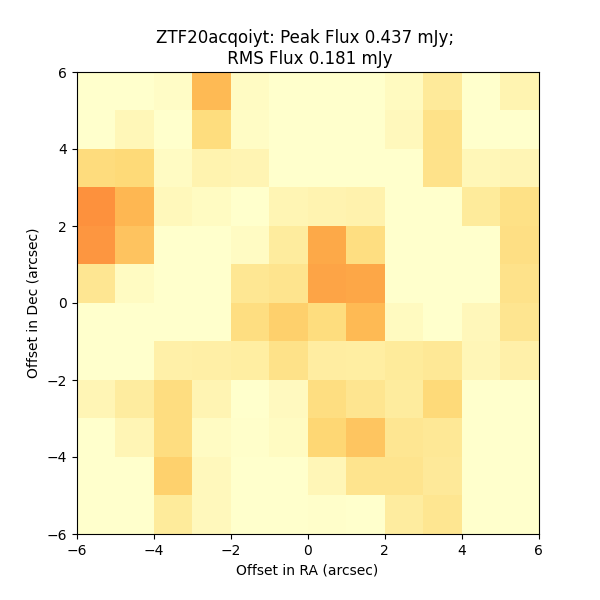 ZTF20acqoiyt: Peak Flux 0.437 mJy;
RMS Flux 0.181 mJy
6
4
2
0
−2
−4
−6
Offset in Dec (arcsec)
−6 −4 −2 0 2 4 6
Offset in RA (arcsec)